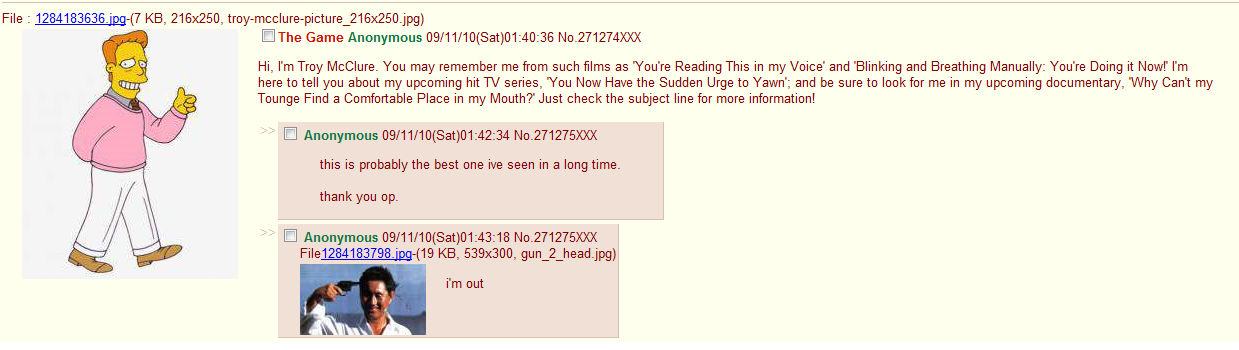 File : 1284183636.jpg-(7 KB, 216x250, troy-mcclure-picture_216x250.jpg)
The Game Anonymous 09/11/10(Sat)01:40:36 No.271274XXX
Hi, I'm Troy McClure. You may remember me from such films as 'You're Reading This in my Voice' and 'Blinking and Breathing Manually: You're Doing it Now!' I'm
here to tell you about my upcoming hit TV series, 'You Now Have the Sudden Urge to Yawn'; and be sure to look for me in my upcoming documentary, 'Why Can't my
Tounge Find a Comfortable Place in my Mouth?' Just check the subject line for more information!
>> Anonymous 09/11/10(Sat)01:42:34 No.271275XXX
this is probably the best one ive seen in a long time.
thank you op.
>> Anonymous 09/11/10(Sat)01:43:18 No.271275XXX
File1284183798.jpg-(19 KB, 539x300, gun_2_head.jpg)
i'm out